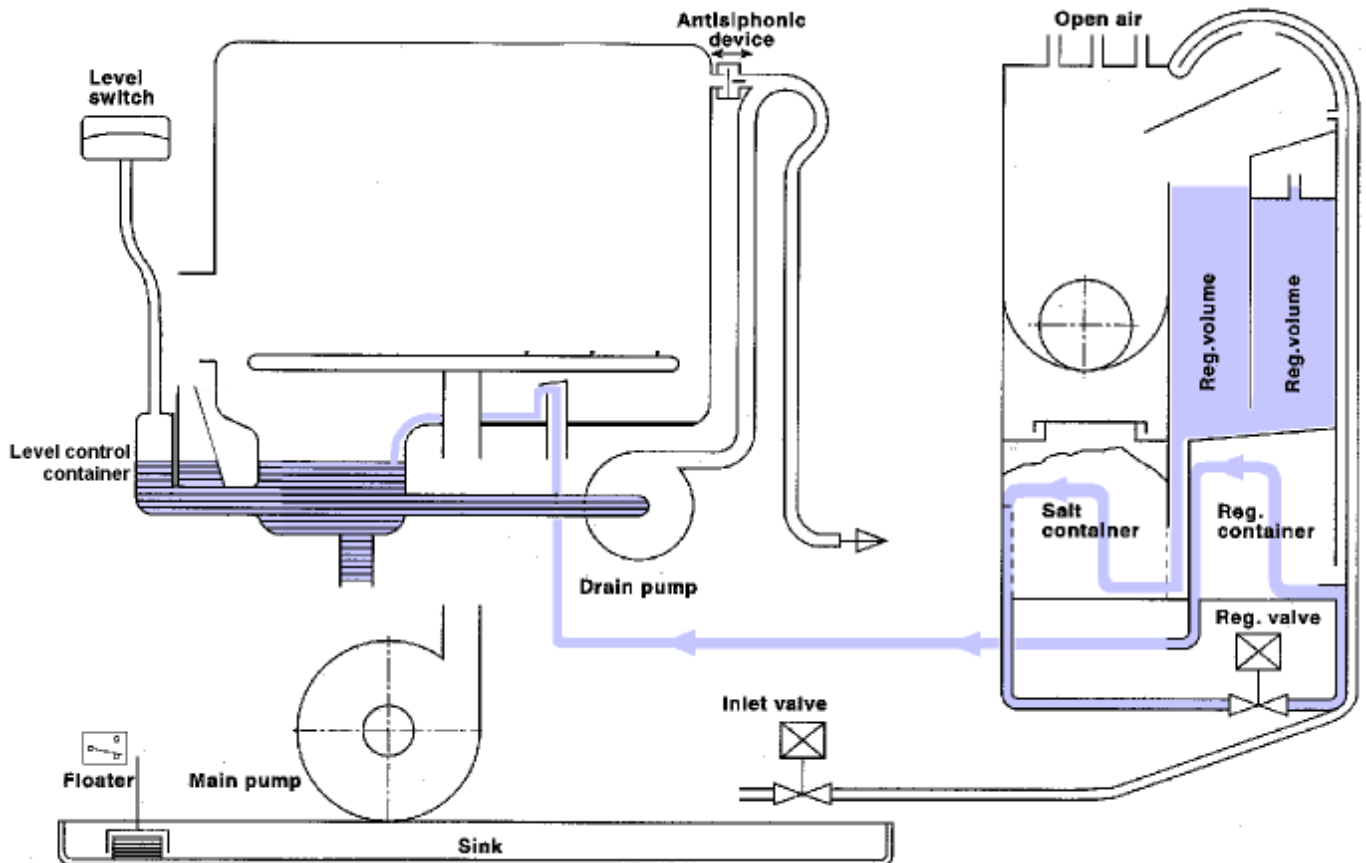 Antisiphonic
device
Open air
Level
switch
Reg.volume
Reg.volume
Level control
container
Salt
container
Reg.
container
Drain pump
Reg. valve
Inlet valve
Floater
Main pump
Sink